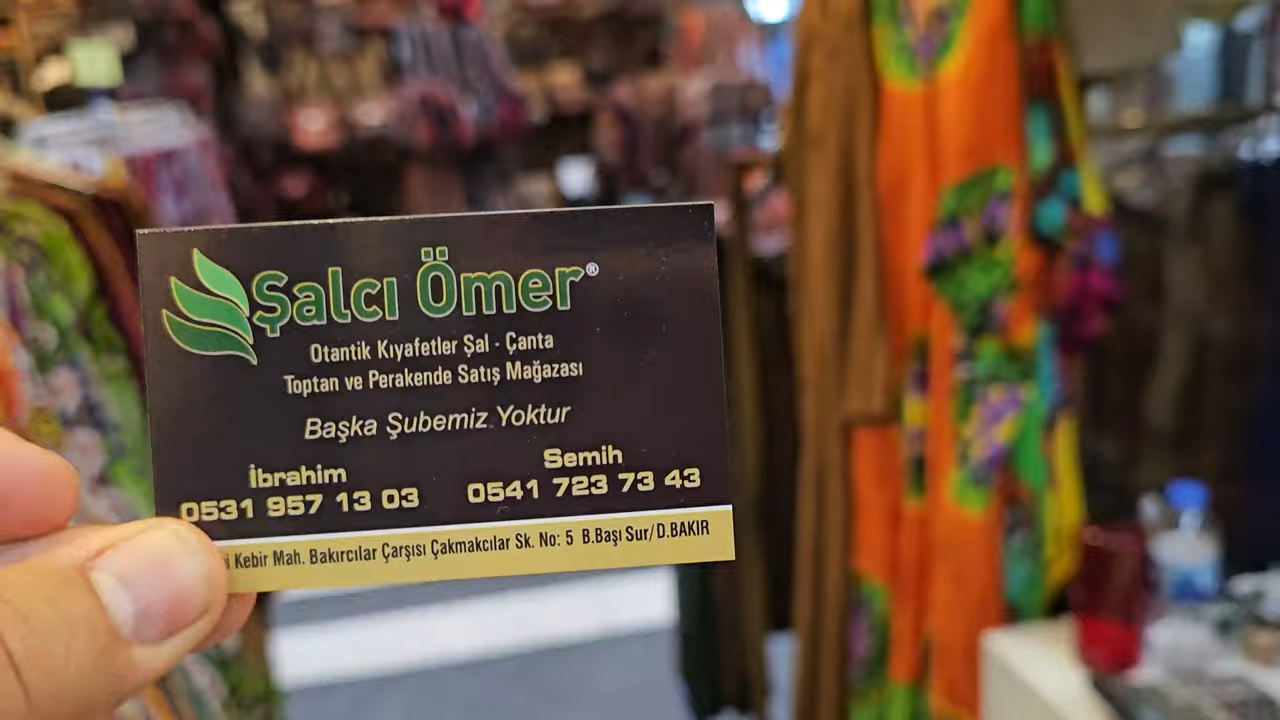 Şalcı Ömer®
Otantik Kıyafetler Şal - Çanta
Toptan ve Perakende Satış Mağazası
Başka Şubemiz Yoktur
İbrahim
0531 957 13 03
Semih
0541 723 73 43
Kebir Mah. Bakırcılar Çarşısı Çakmakcılar Sk. No: 5 B.Başı Sur/D.BAKIR